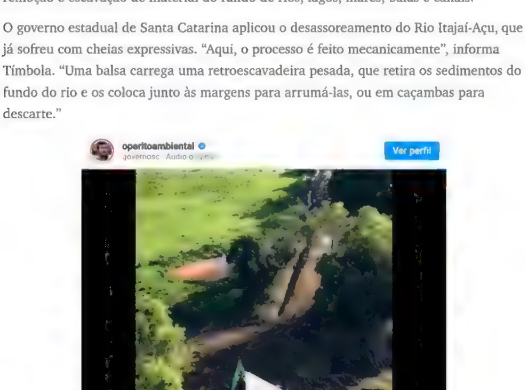 remoção e escavação de material do fundo de rios, lagos, mares, baías e canais.
O governo estadual de Santa Catarina aplicou o desassoreamento do Rio Itajaí-Açu, que
já sofreu com cheias expressivas. “Aqui, o processo é feito mecanicamente”, informa
Tímbola. “Uma balsa carrega uma retroescavadeira pesada, que retira os sedimentos do
fundo do rio e os coloca junto às margens para arrumá-las, ou em caçambas para
descarte.”
operitoambiental
governosc Áudio o
Ver perfil